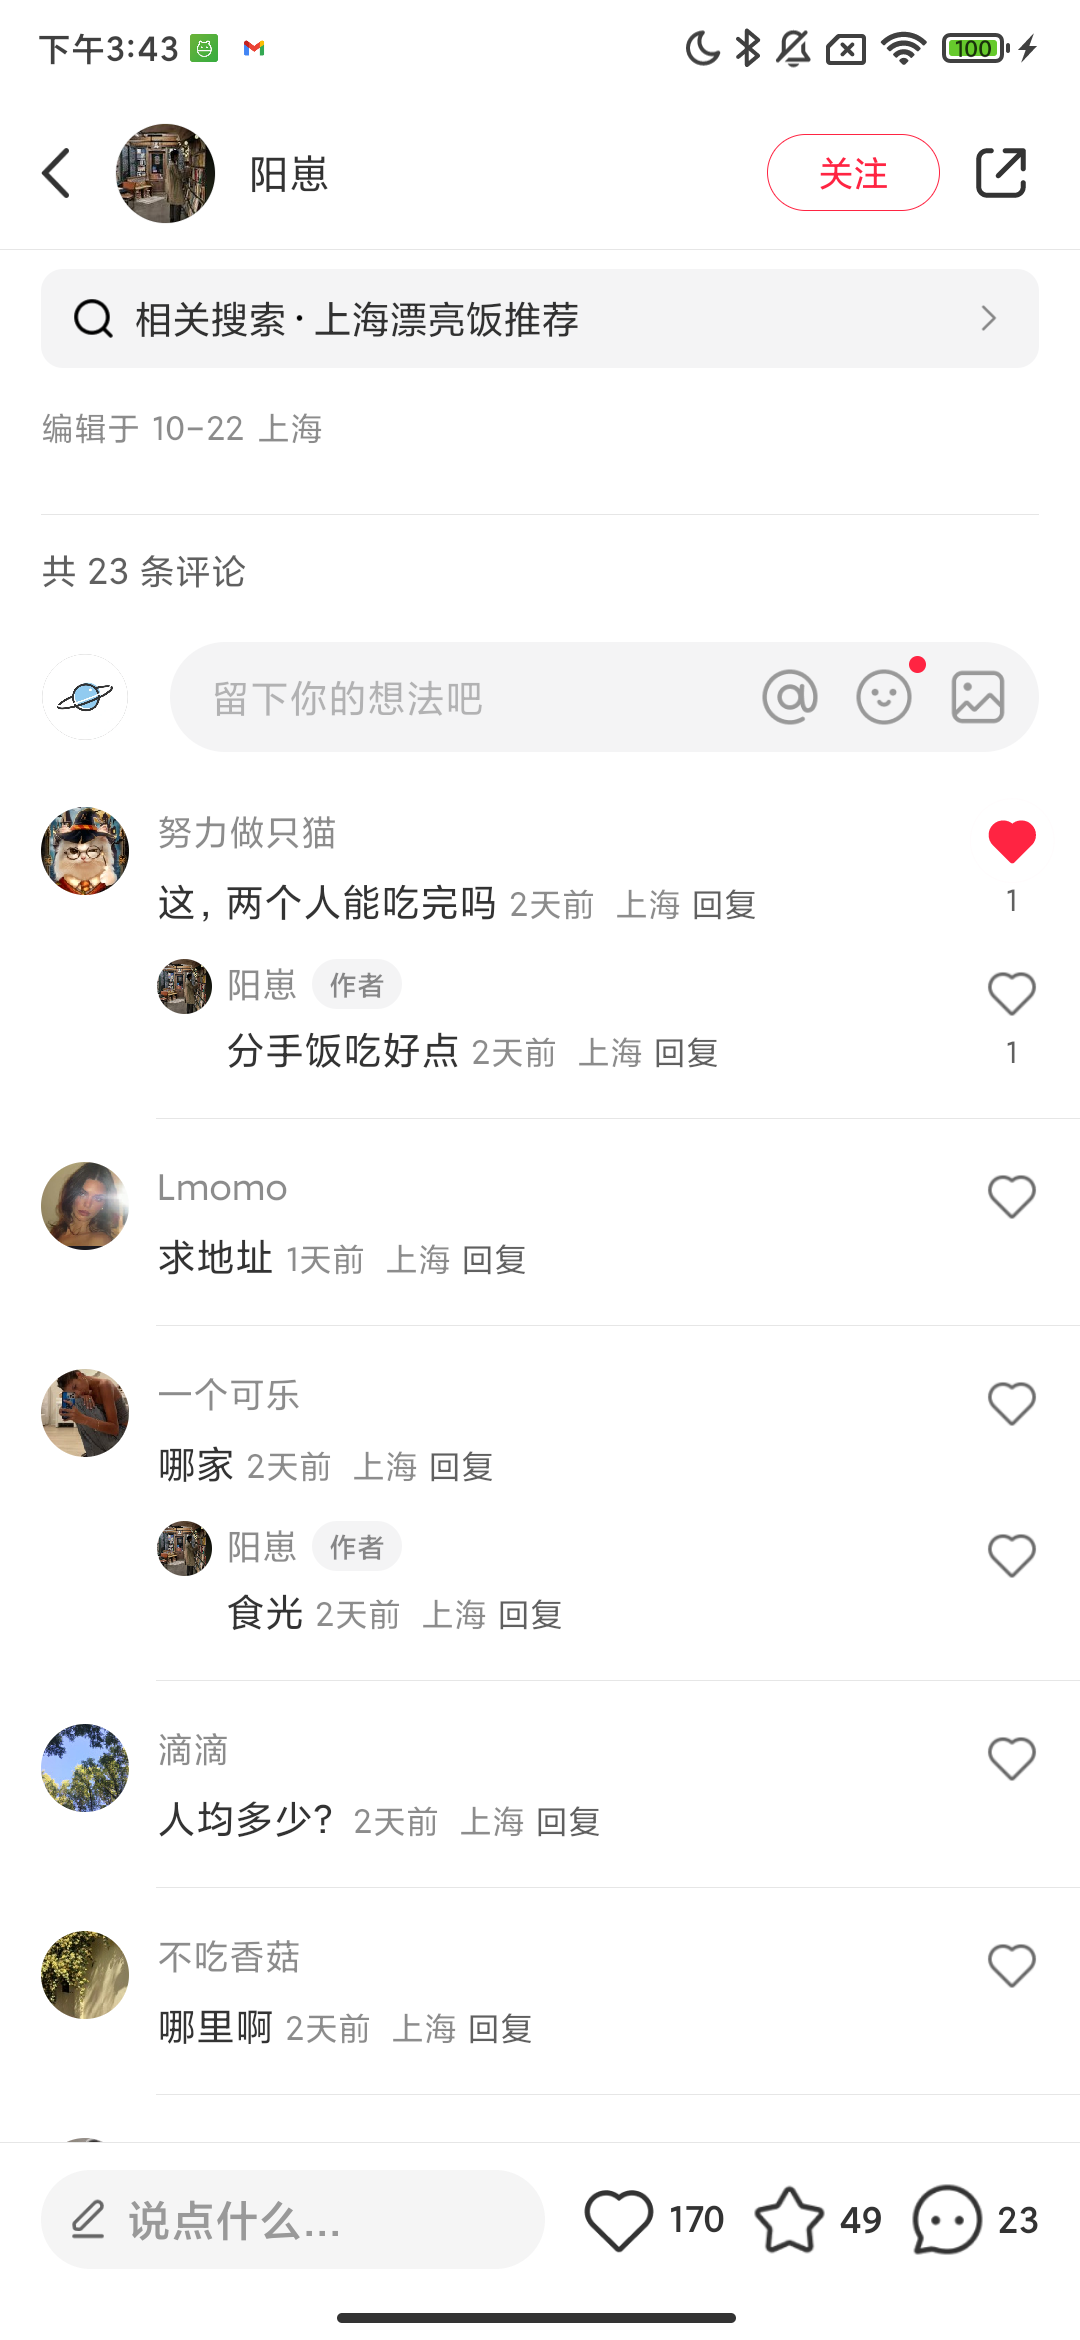 下午3:43
100
阳崽
关注
相关搜索·上海漂亮饭推荐
编辑于 10-22 上海
共 23 条评论
留下你的想法吧
努力做只猫
这，两个人能吃完吗 2天前 上海 回复
1
阳崽 作者
分手饭吃好点 2天前 上海 回复
1
Lmomo
求地址 1天前 上海 回复
一个可乐
哪家 2天前 上海 回复
阳崽 作者
食光 2天前 上海 回复
滴滴
人均多少？ 2天前 上海 回复
不吃香菇
哪里啊 2天前 上海 回复
说点什么... 170 49 23